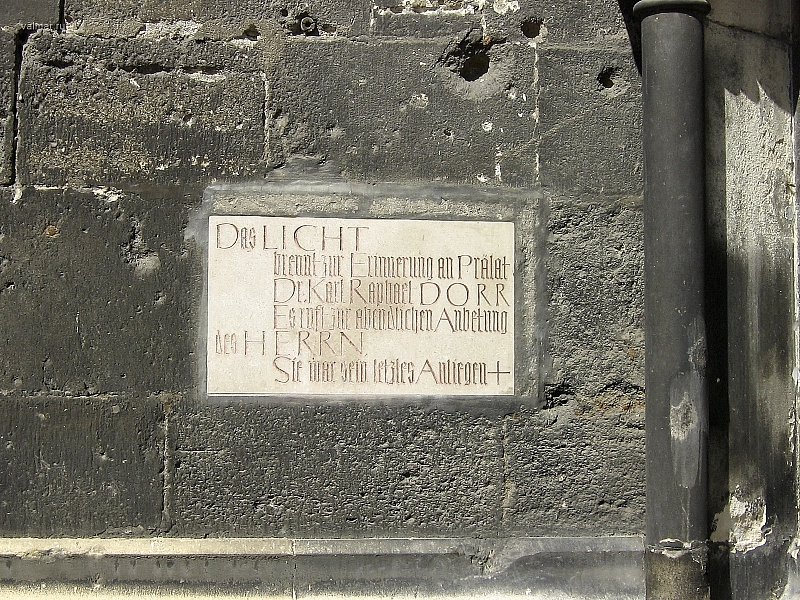 Das LICHT
brennt zur Erinnerung an Prälat
Dr. Karl Raphael DORR
Es ruft zur abendlichen Anbetung
des HERRN
Sie war sein letztes Anliegen +